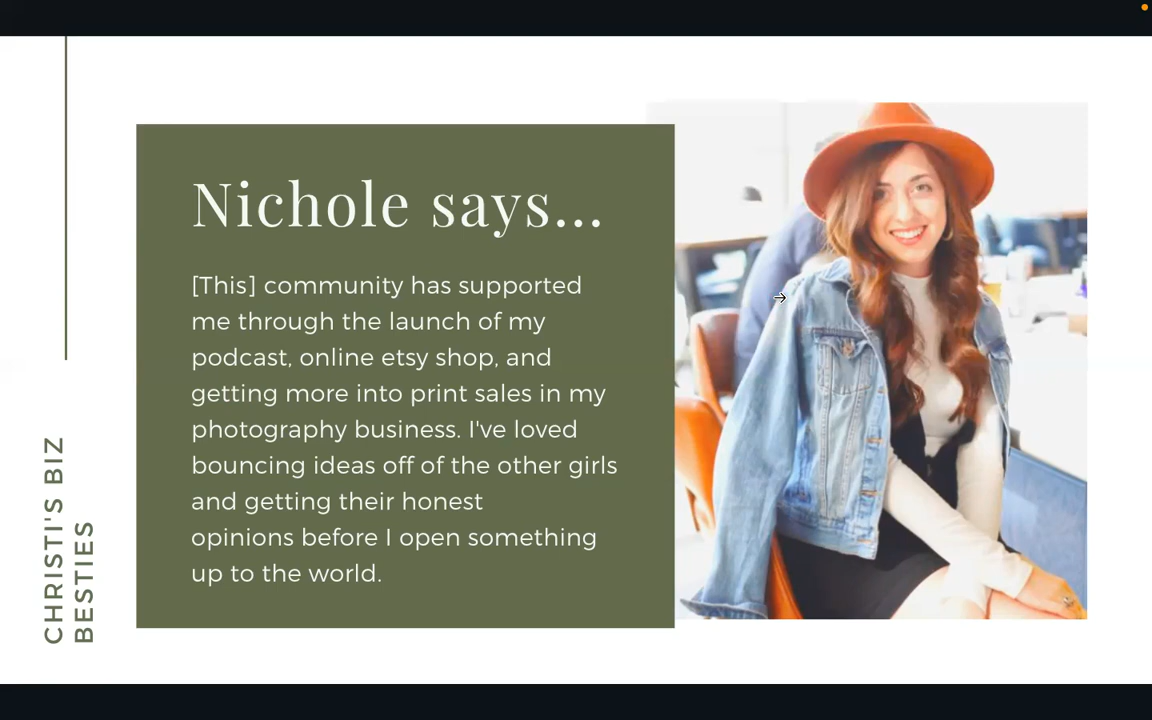 Nichole says...
[This] community has supported
me through the launch of my
podcast, online etsy shop, and
getting more into print sales in my
photography business. I've loved
bouncing ideas off of the other girls
and getting their honest
opinions before I open something
up to the world.
CHRISTI'S BIZ
BESTIES